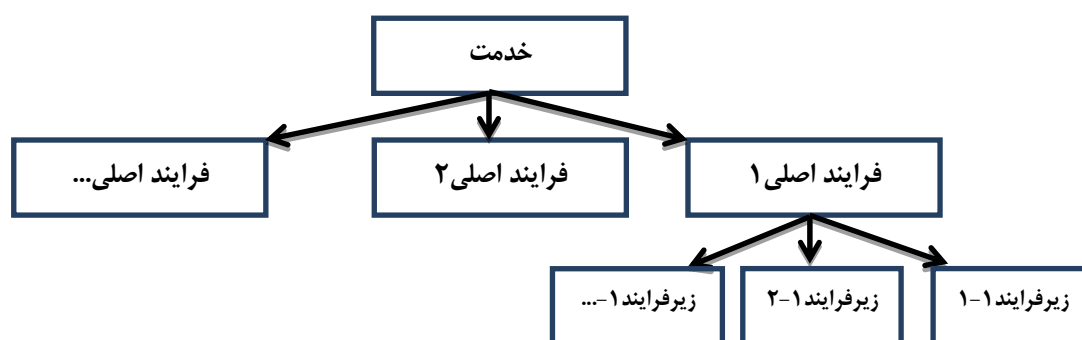 خدمت
فرایند اصلی۱
فرایند اصلی۲
فرایند اصلی...
زیرفرایند۱-۱
زیرفرایند۱-۲
زیرفرایند۱-...